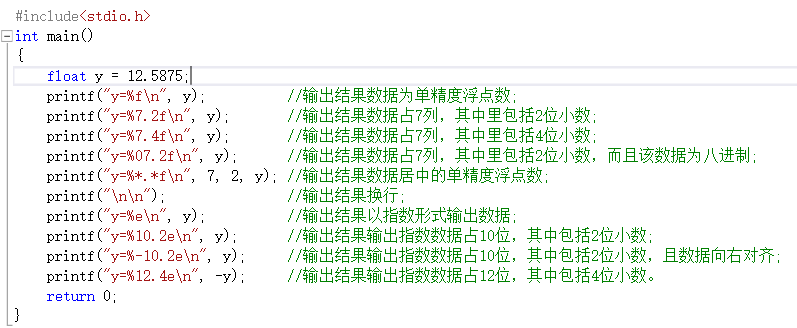 #include<stdio.h>
int main()
{
float y = 12.5875;
printf("y=%f\n", y); //输出结果数据为单精度浮点数;
printf("y=%7.2f\n", y); //输出结果数据占7列，其中里包括2位小数;
printf("y=%7.4f\n", y); //输出结果数据占7列，其中里包括4位小数;
printf("y=%07.2f\n", y); //输出结果数据占7列，其中里包括2位小数，而且该数据为八进制;
printf("y=%*.*f\n", 7, 2, y); //输出结果数据居中的单精度浮点数;
printf("\n\n"); //输出结果换行;
printf("y=%e\n", y); //输出结果以指数形式输出数据;
printf("y=%10.2e\n", y); //输出结果输出指数数据占10位，其中包括2位小数;
printf("y=%-10.2e\n", y); //输出结果输出指数数据占10位，其中包括2位小数，且数据向右对齐;
printf("y=%12.4e\n", -y); //输出结果输出指数数据占12位，其中包括4位小数。
return 0;
}